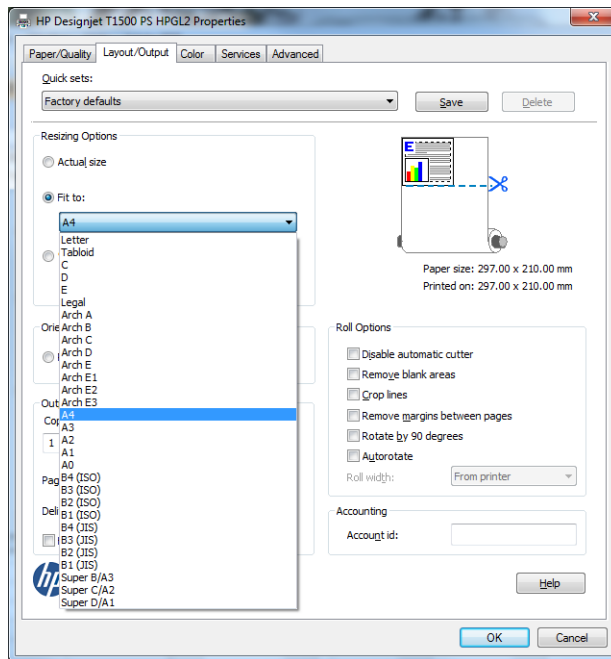 HP Designjet T1500 PS HPGL2 Properties
Paper/Quality Layout/Output Color Services Advanced
Quick sets:
Factory defaults
Save
Delete
Resizing Options
Actual size
Fit to:
A4
Letter
Tabloid
C
D
E
Legal
Arch A
Arch B
Arch C
Arch D
Arch E
Arch E1
Arch E2
Arch E3
A4
A3
A2
A1
A0
B4 (ISO)
B3 (ISO)
B2 (ISO)
B1 (ISO)
B4 (JIS)
B3 (JIS)
B2 (JIS)
B1 (JIS)
Super B/A3
Super C/A2
Super D/A1
1
hp
E
Paper size: 297.00 x 210.00 mm
Printed on: 297.00 x 210.00 mm
Roll Options
Disable automatic cutter
Remove blank areas
Crop lines
Remove margins between pages
Rotate by 90 degrees
Autorotate
Roll width:
From printer
Accounting
Account id:
Help
OK
Cancel